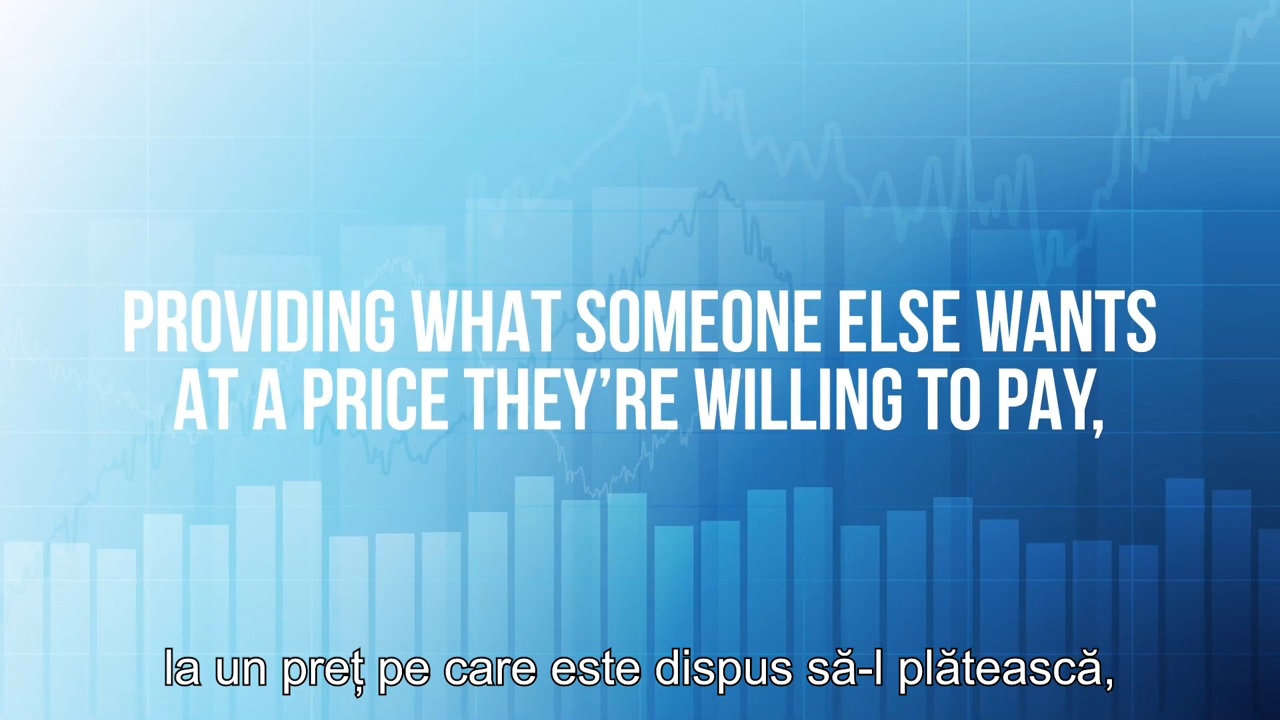 PROVIDING WHAT SOMEONE ELSE WANTS
AT A PRICE THEY’RE WILLING TO PAY,
la un preț pe care este dispus să-l plătească,